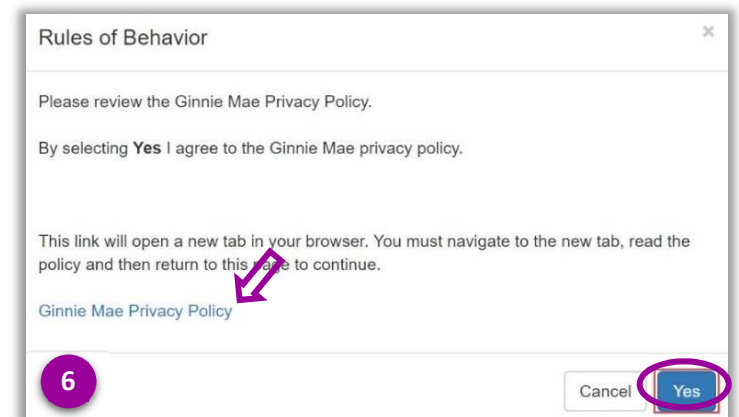 Rules of Behavior ×
Please review the Ginnie Mae Privacy Policy.
By selecting Yes I agree to the Ginnie Mae privacy policy.
This link will open a new tab in your browser. You must navigate to the new tab, read the
policy and then return to this page to continue.
Ginnie Mae Privacy Policy
6
Cancel Yes